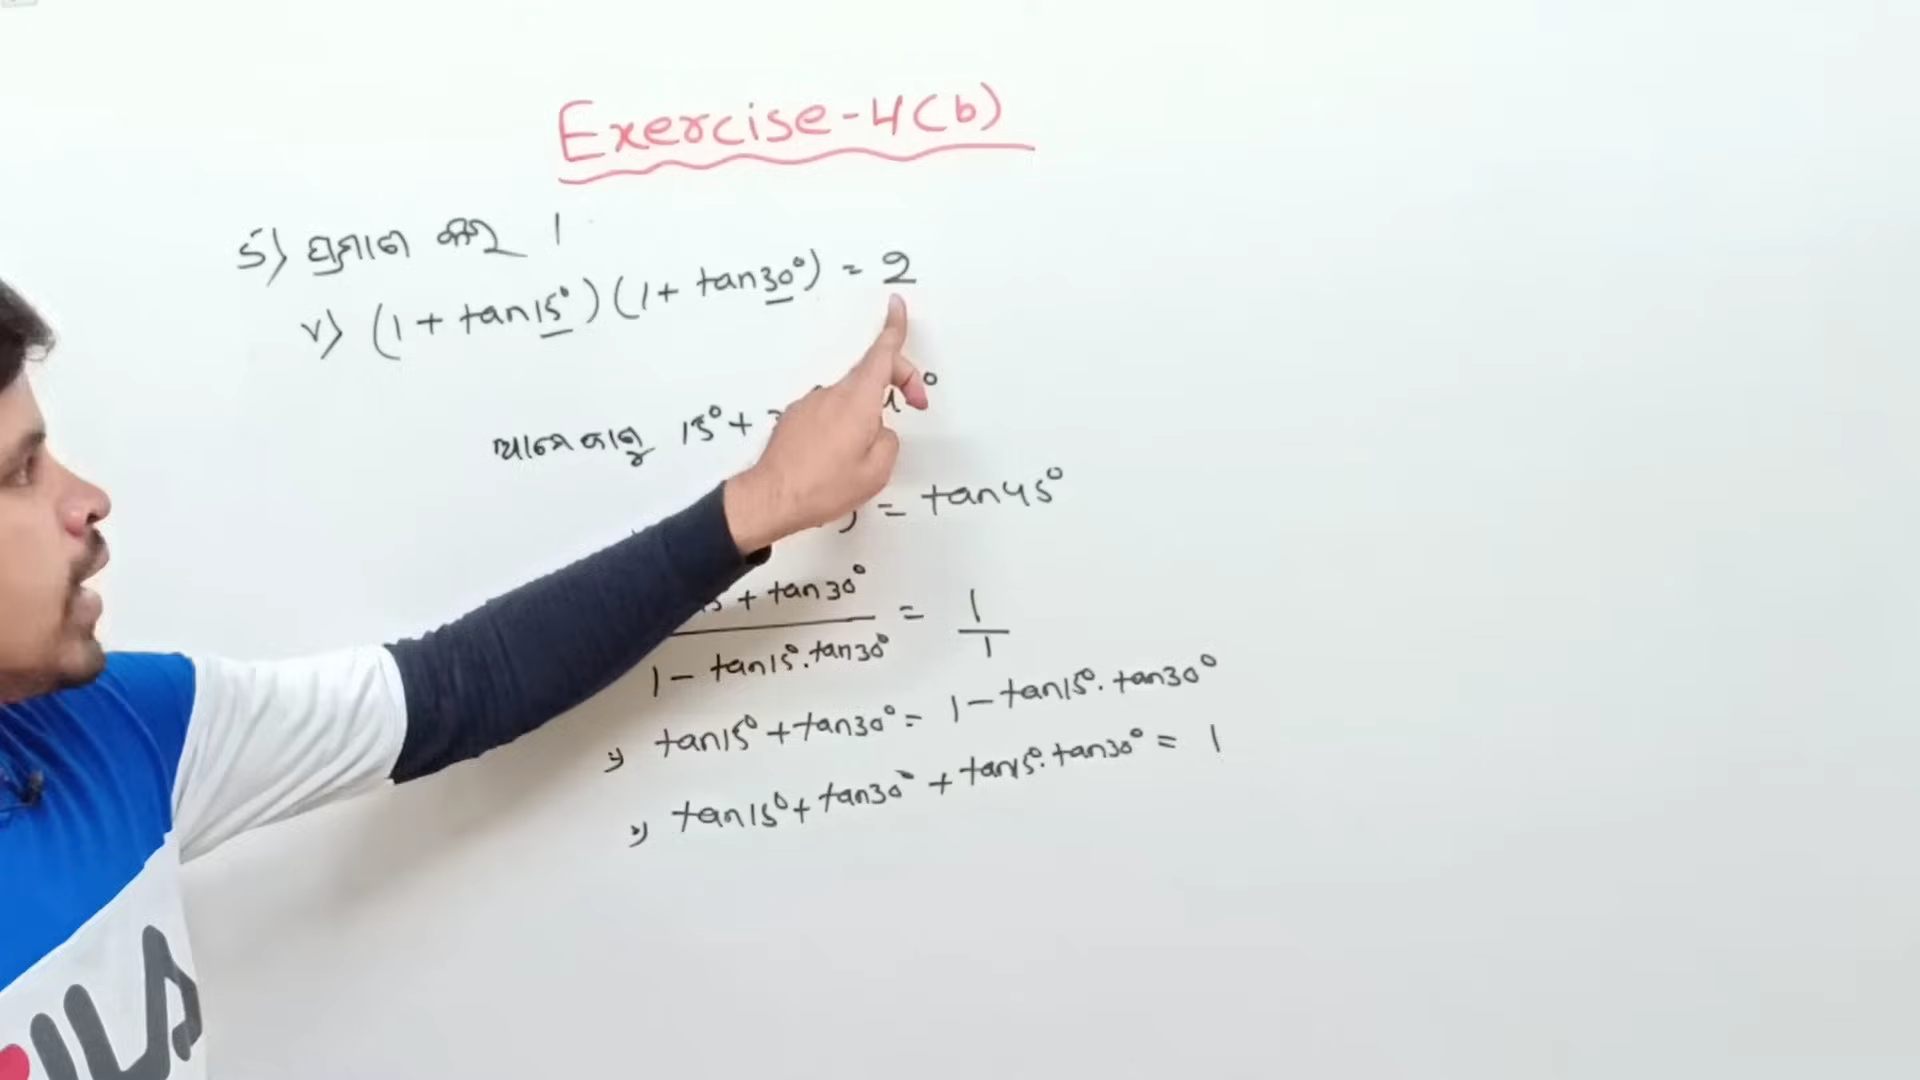 Exercise-4(b)
5) ପ୍ରମାଣ କର ।
v) (1 + tan15°) (1 + tan30°) = 2
ଆମେ ଜାଣୁ 15° +
= tan45°
+ tan30° = 1
1 - tan15°. tan30° 1
⇒ tan15° + tan30° = 1 - tan15°. tan30°
⇒ tan15° + tan30° + tan15°. tan30° = 1